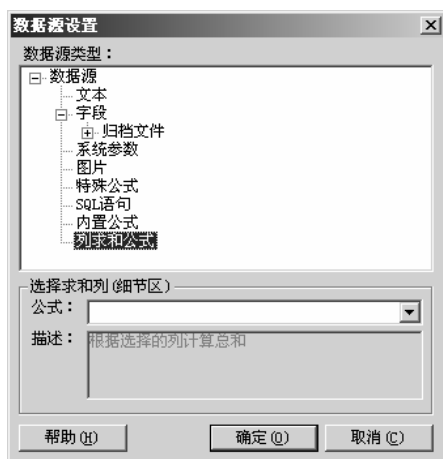 数据源设置
数据源类型：
数据源
文本
字段
归档文件
系统参数
图片
特殊公式
SQL语句
内置公式
列求和公式
选择求和列(细节区)
公式：
描述：
根据选择的列计算总和
帮助(H)
确定(O)
取消(C)